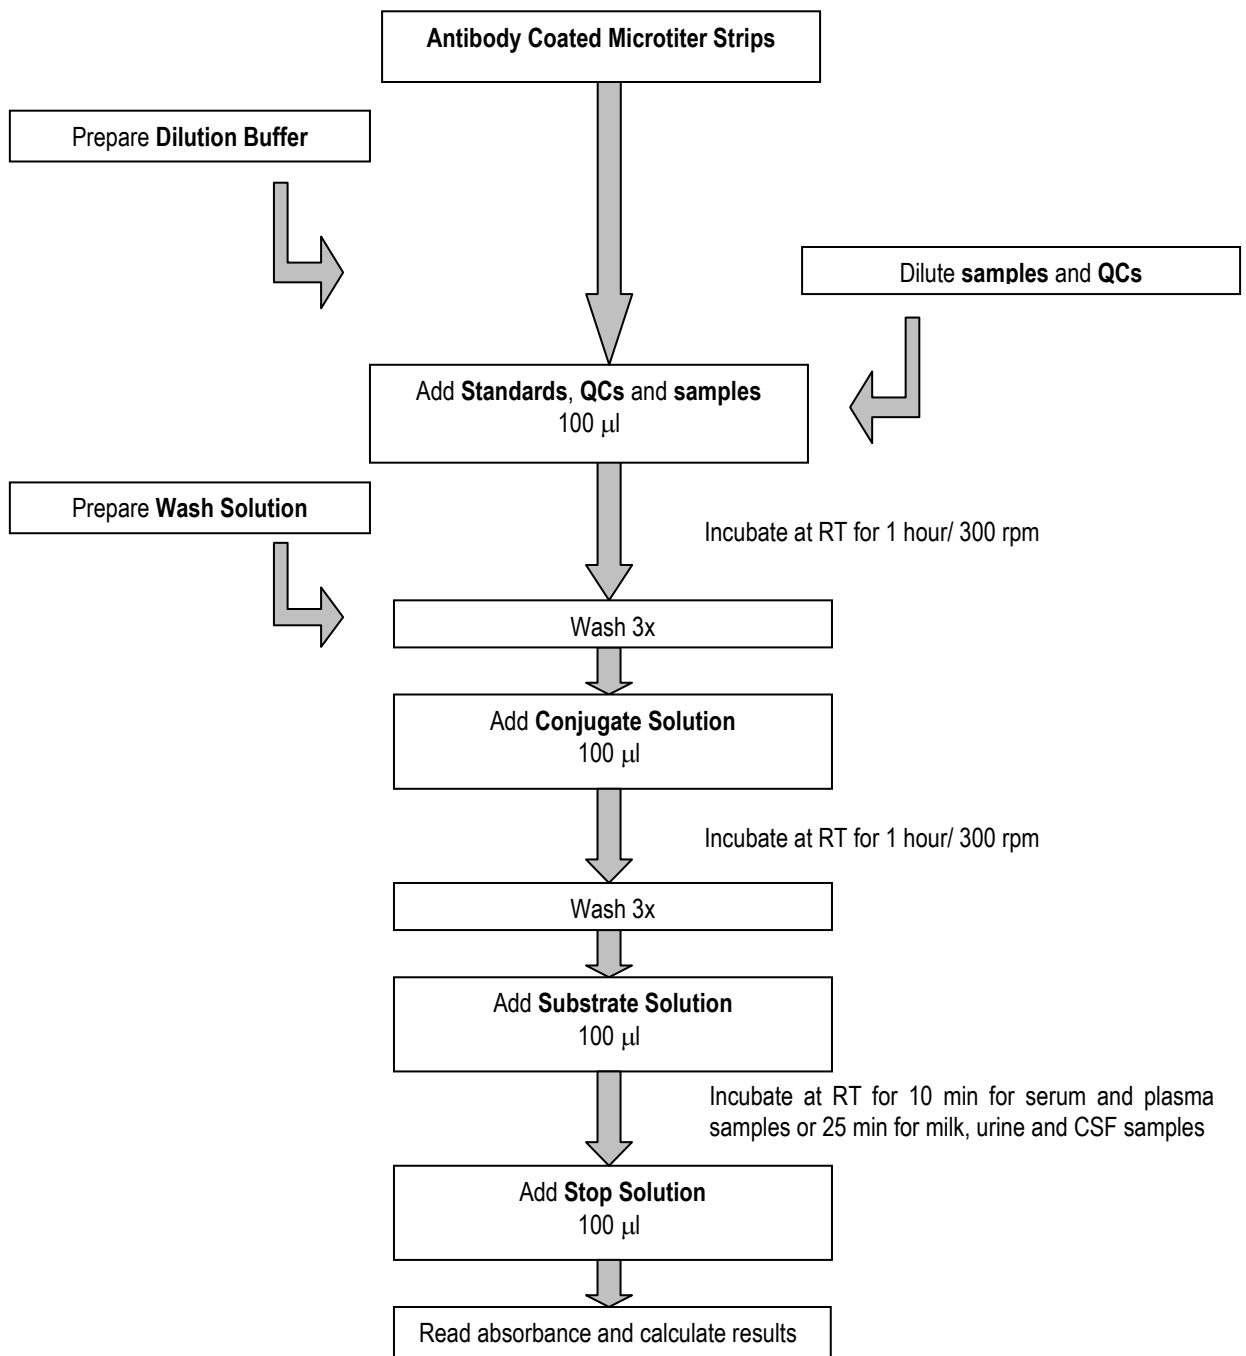 Antibody Coated Microtiter Strips
Prepare Dilution Buffer
Dilute samples and QCs
Add Standards, QCs and samples
100 μl
Prepare Wash Solution
Incubate at RT for 1 hour/ 300 rpm
Wash 3x
Add Conjugate Solution
100 μl
Incubate at RT for 1 hour/ 300 rpm
Wash 3x
Add Substrate Solution
100 μl
Incubate at RT for 10 min for serum and plasma
samples or 25 min for milk, urine and CSF samples
Add Stop Solution
100 μl
Read absorbance and calculate results